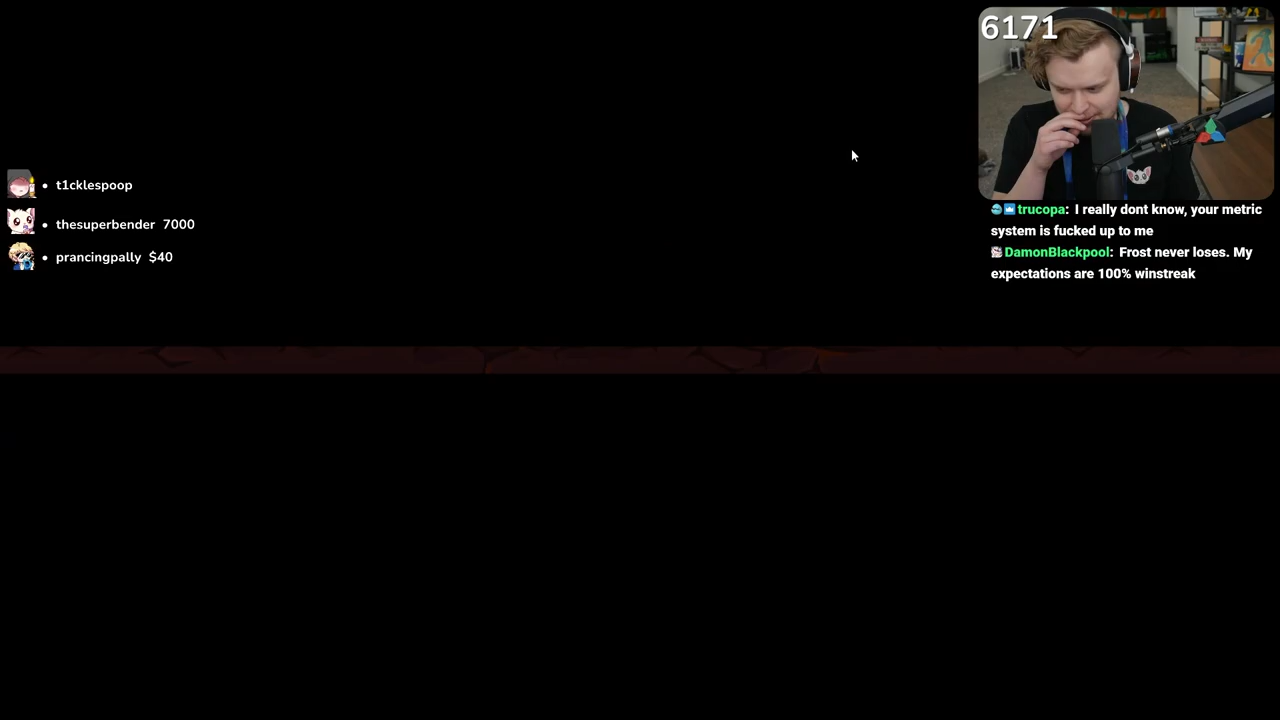 6171
t1cklespoop
thesuperbender 7000
prancingpally $40
trucopa: I really dont know, your metric
system is fucked up to me
DamonBlackpool: Frost never loses. My
expectations are 100% winstreak